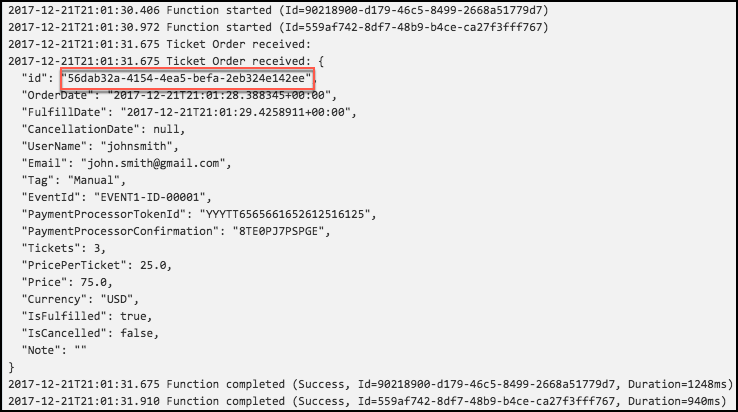 2017-12-21T21:01:30.406 Function started (Id=90218900-d179-46c5-8499-2668a51779d7)
2017-12-21T21:01:30.972 Function started (Id=559af742-8df7-48b9-b4ce-ca27f3fff767)
2017-12-21T21:01:31.675 Ticket Order received:
2017-12-21T21:01:31.675 Ticket Order received: {
"id": "56dab32a-4154-4ea5-befa-2eb324e142ee",
"OrderDate": "2017-12-21T21:01:28.388345+00:00",
"FulfillDate": "2017-12-21T21:01:29.4258911+00:00",
"CancellationDate": null,
"UserName": "johnsmith",
"Email": "john.smith@gmail.com",
"Tag": "Manual",
"EventId": "EVENT1-ID-00001",
"PaymentProcessorTokenId": "YYYTT6565661652612516125",
"PaymentProcessorConfirmation": "8TE0PJ7PSPGE",
"Tickets": 3,
"PricePerTicket": 25.0,
"Price": 75.0,
"Currency": "USD",
"IsFulfilled": true,
"IsCancelled": false,
"Note": ""
}
2017-12-21T21:01:31.675 Function completed (Success, Id=90218900-d179-46c5-8499-2668a51779d7, Duration=1248ms)
2017-12-21T21:01:31.910 Function completed (Success, Id=559af742-8df7-48b9-b4ce-ca27f3fff767, Duration=940ms)